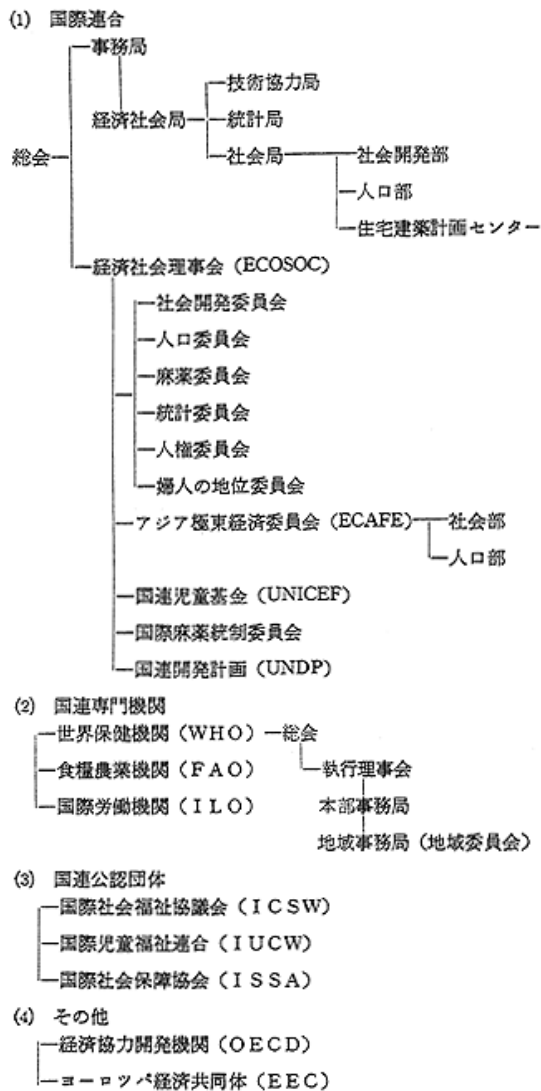 (1) 国際連合
事務局
技術協力局
経済社会局
統計局
総会
社会局
社会開発部
人口部
住宅建築計画センター
経済社会理事会（ECOSOC）
社会開発委員会
人口委員会
麻薬委員会
統計委員会
人権委員会
婦人の地位委員会
アジア極東経済委員会（ECAFE）
社会部
人口部
国連児童基金（UNICEF）
国際麻薬統制委員会
国連開発計画（UNDP）
(2) 国連専門機関
世界保健機関（WHO）
総会
食糧農業機関（FAO）
執行理事会
国際労働機関（ILO）
本部事務局
地域事務局（地域委員会）
(3) 国連公認団体
国際社会福祉協議会（ICSW）
国際児童福祉連合（IUCW）
国際社会保障協会（ISSA）
(4) その他
経済協力開発機関（OECD）
ヨーロツパ経済共同体（EEC）